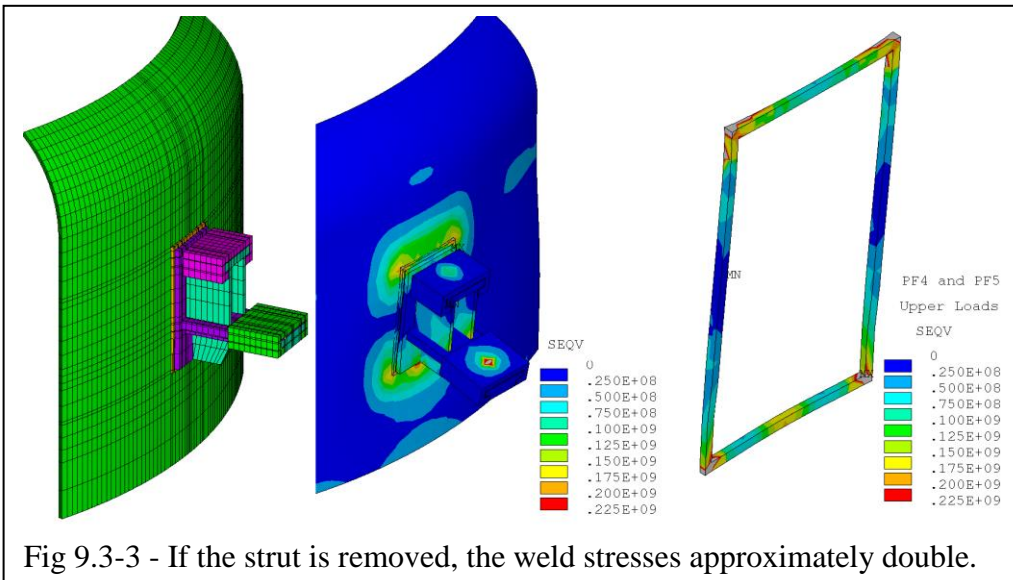 SEQV
0
.250E+08
.500E+08
.750E+08
.100E+09
.125E+09
.150E+09
.175E+09
.200E+09
.225E+09
MN
PF4 and PF5
Upper Loads
SEQV
0
.250E+08
.500E+08
.750E+08
.100E+09
.125E+09
.150E+09
.175E+09
.200E+09
.225E+09
Fig 9.3-3 - If the strut is removed, the weld stresses approximately double.